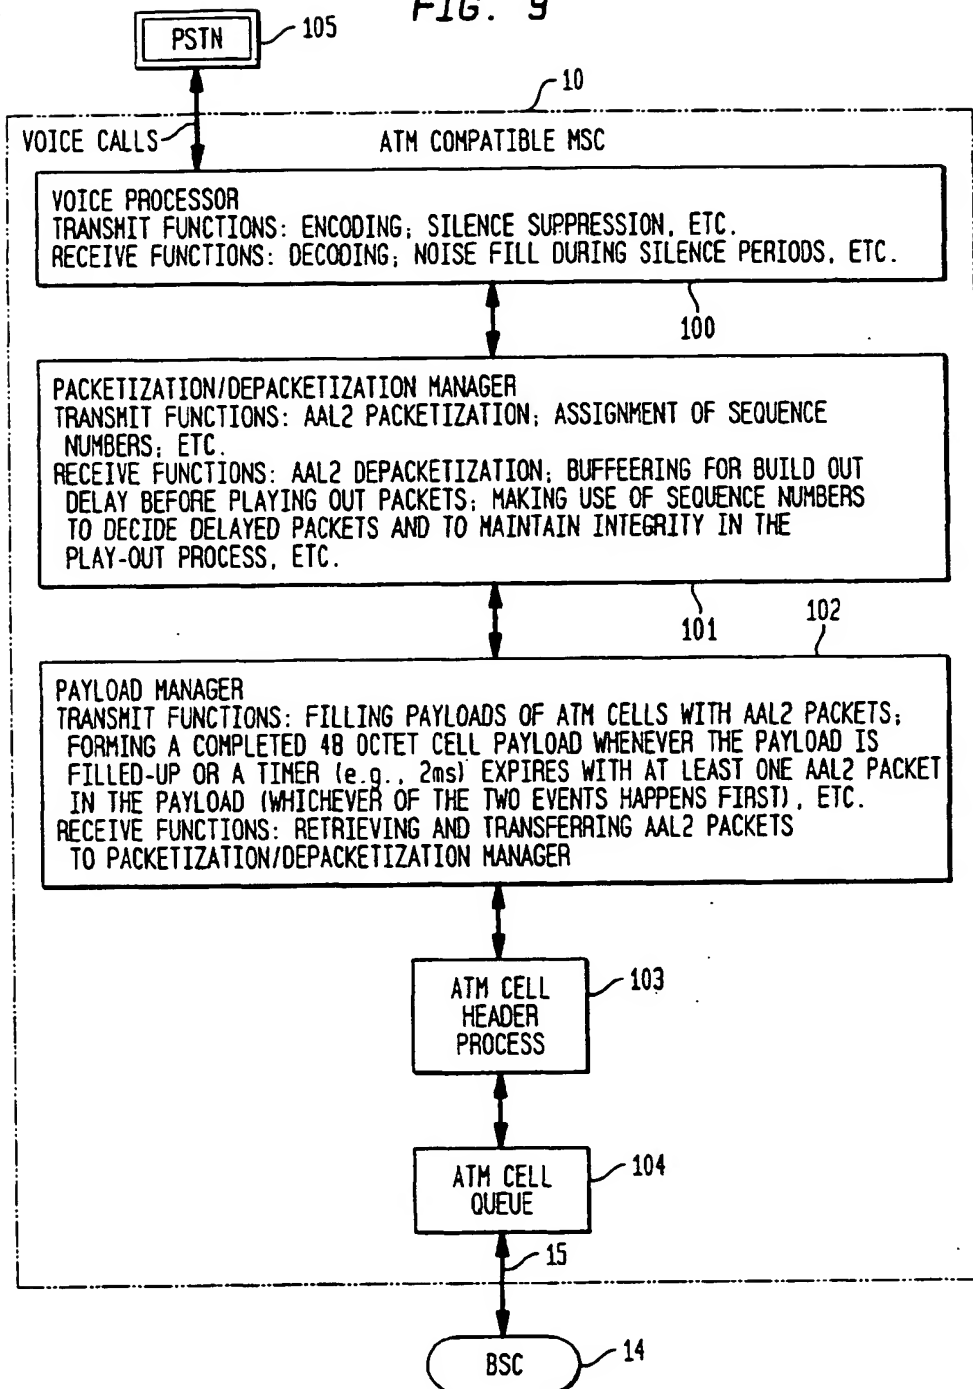 FIG. 9
PSTN
105
10
VOICE CALLS
ATM COMPATIBLE MSC
VOICE PROCESSOR
TRANSMIT FUNCTIONS: ENCODING; SILENCE SUPPRESSION, ETC.
RECEIVE FUNCTIONS: DECODING; NOISE FILL DURING SILENCE PERIODS, ETC.
100
PACKETIZATION/DEPACKETIZATION MANAGER
TRANSMIT FUNCTIONS: AAL2 PACKETIZATION; ASSIGNMENT OF SEQUENCE
NUMBERS; ETC.
RECEIVE FUNCTIONS: AAL2 DEPACKETIZATION; BUFFEERING FOR BUILD OUT
DELAY BEFORE PLAYING OUT PACKETS; MAKING USE OF SEQUENCE NUMBERS
TO DECIDE DELAYED PACKETS AND TO MAINTAIN INTEGRITY IN THE
PLAY-OUT PROCESS, ETC.
101
102
PAYLOAD MANAGER
TRANSMIT FUNCTIONS: FILLING PAYLOADS OF ATM CELLS WITH AAL2 PACKETS;
FORMING A COMPLETED 48 OCTET CELL PAYLOAD WHENEVER THE PAYLOAD IS
FILLED-UP OR A TIMER (e.g., 2ms) EXPIRES WITH AT LEAST ONE AAL2 PACKET
IN THE PAYLOAD (WHICHEVER OF THE TWO EVENTS HAPPENS FIRST), ETC.
RECEIVE FUNCTIONS: RETRIEVING AND TRANSFERRING AAL2 PACKETS
TO PACKETIZATION/DEPACKETIZATION MANAGER
ATM CELL
HEADER
PROCESS
103
ATM CELL
QUEUE
104
15
BSC
14